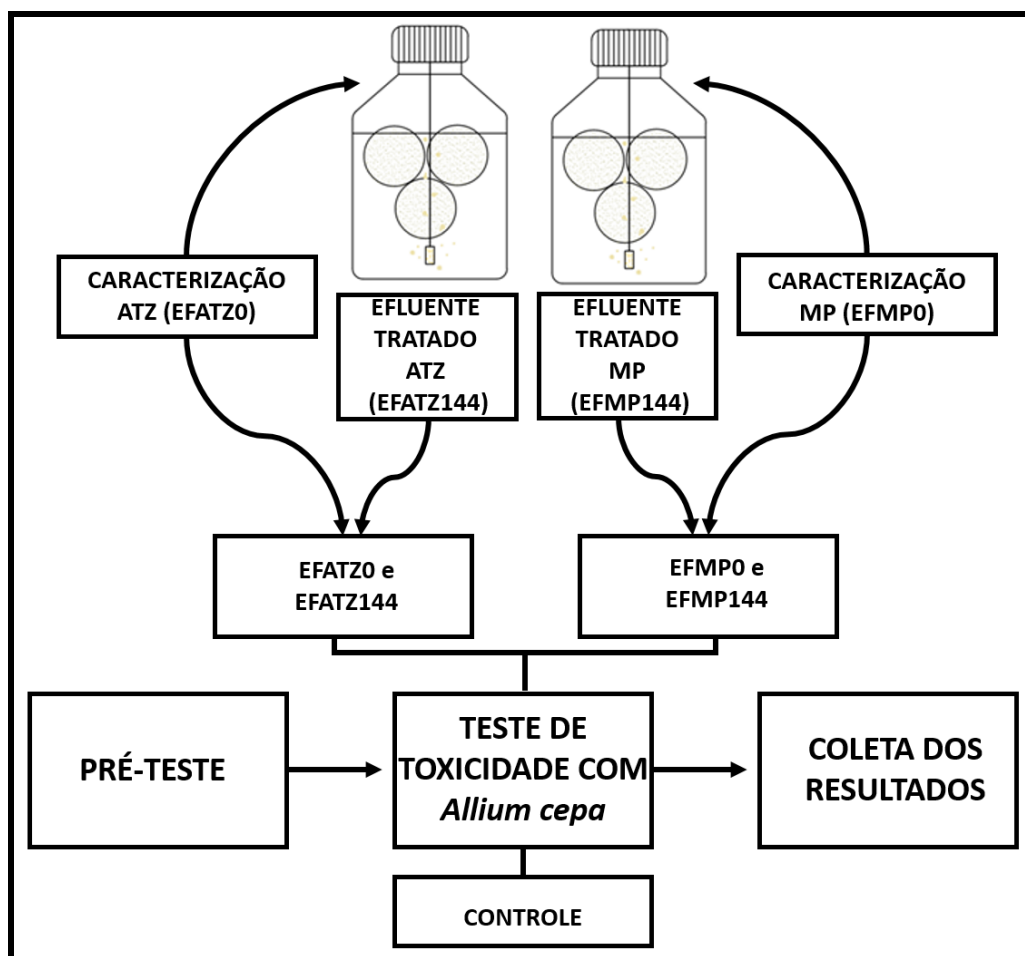 CARACTERIZAÇÃO
ATZ (EFATZ0)
EFLUENTE
TRATADO
ATZ
(EFATZ144)
EFLUENTE
TRATADO
MP
(EFMP144)
CARACTERIZAÇÃO
MP (EFMP0)
EFATZ0 e
EFATZ144
EFMP0 e
EFMP144
PRÉ-TESTE
TESTE DE
TOXICIDADE COM
Allium cepa
COLETA DOS
RESULTADOS
CONTROLE